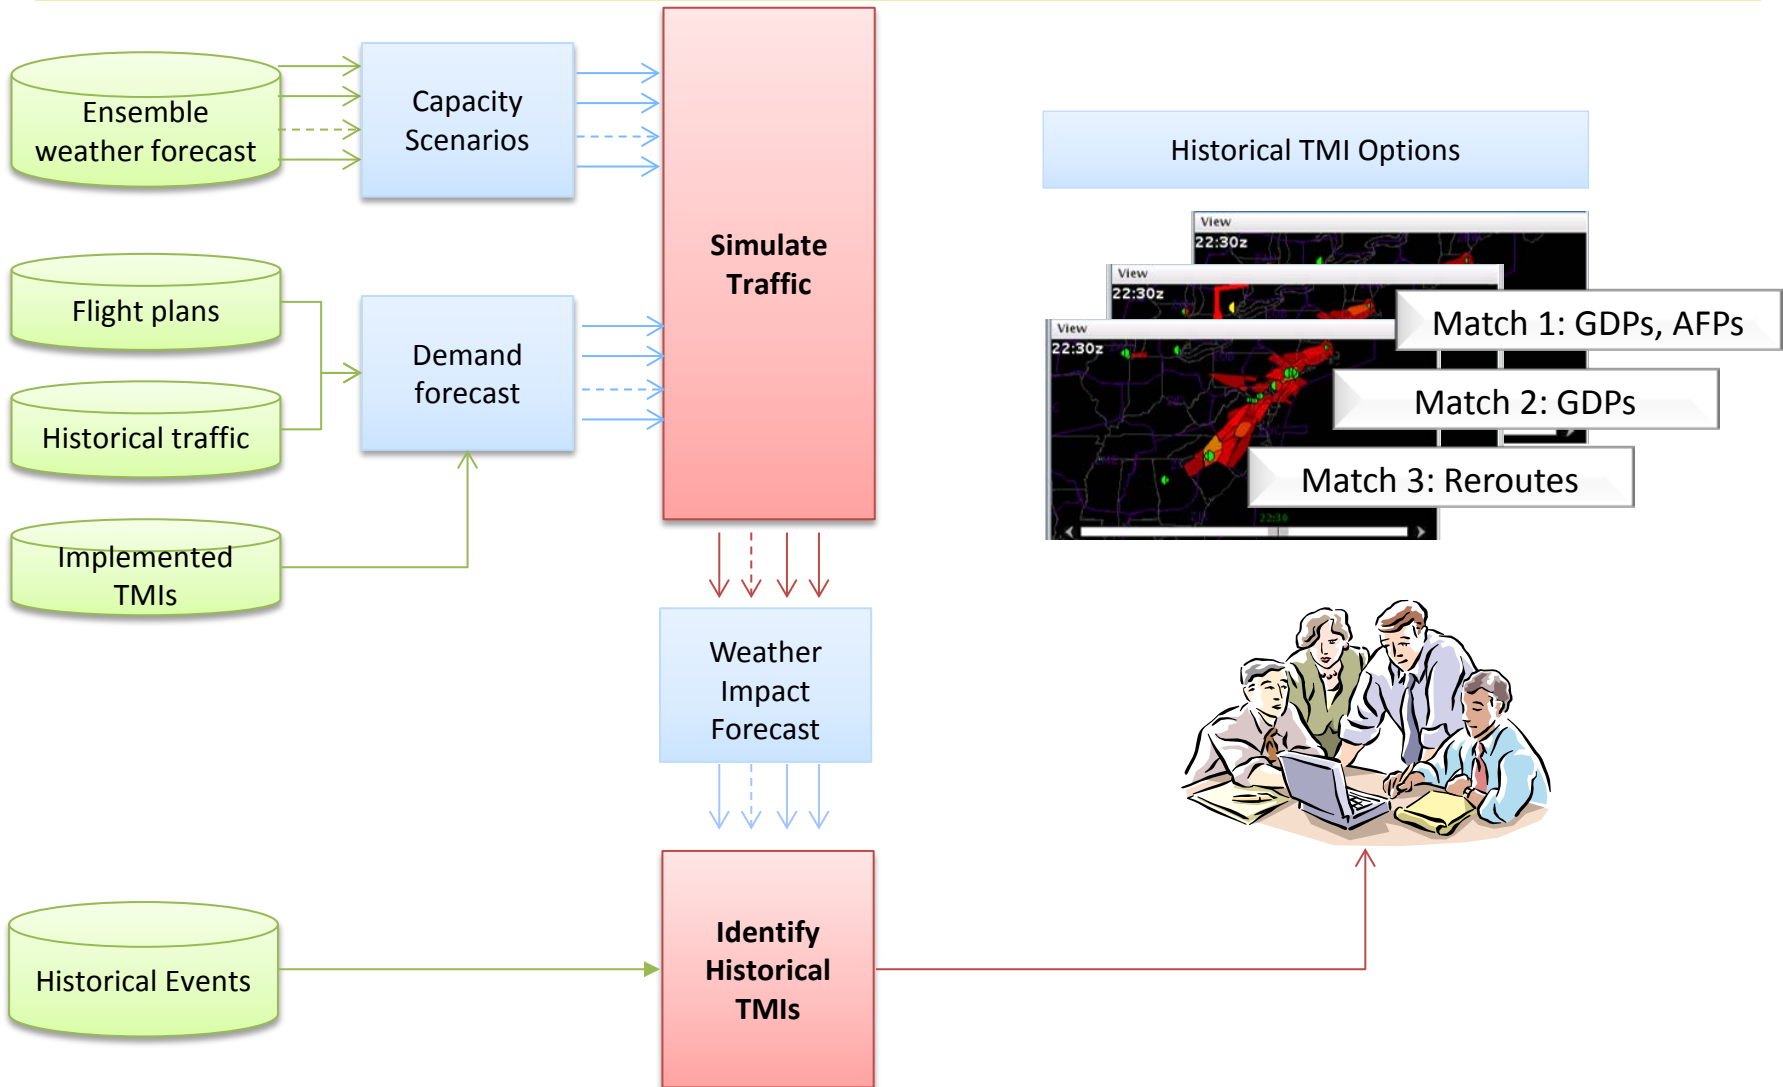 Ensemble
weather forecast
Capacity
Scenarios
Simulate
Traffic
Historical TMI Options
View
22:30z
View
22:30z
View
22:30z
Match 1: GDPs, AFPs
Match 2: GDPs
Match 3: Reroutes
22:30
Flight plans
Historical traffic
Demand
forecast
Implemented
TMIs
Weather
Impact
Forecast
Historical Events
Identify
Historical
TMIs